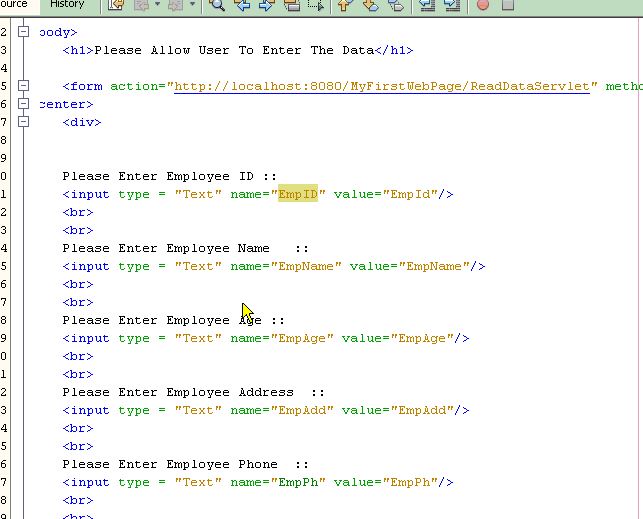 ource History
2 body>
3 <h1>Please Allow User To Enter The Data</h1>
4
5 <form action="http://localhost:8080/MyFirstWebPage/ReadDataServlet" metho
6 center>
7 <div>
8
9
0 Please Enter Employee ID ::
1 <input type = "Text" name="EmpID" value="EmpId"/>
2 <br>
3 <br>
4 Please Enter Employee Name ::
5 <input type = "Text" name="EmpName" value="EmpName"/>
6 <br>
7 <br>
8 Please Enter Employee Age ::
9 <input type = "Text" name="EmpAge" value="EmpAge"/>
0 <br>
1 <br>
2 Please Enter Employee Address ::
3 <input type = "Text" name="EmpAdd" value="EmpAdd"/>
4 <br>
5 <br>
6 Please Enter Employee Phone ::
7 <input type = "Text" name="EmpPh" value="EmpPh"/>
8 <br>
9 <br>